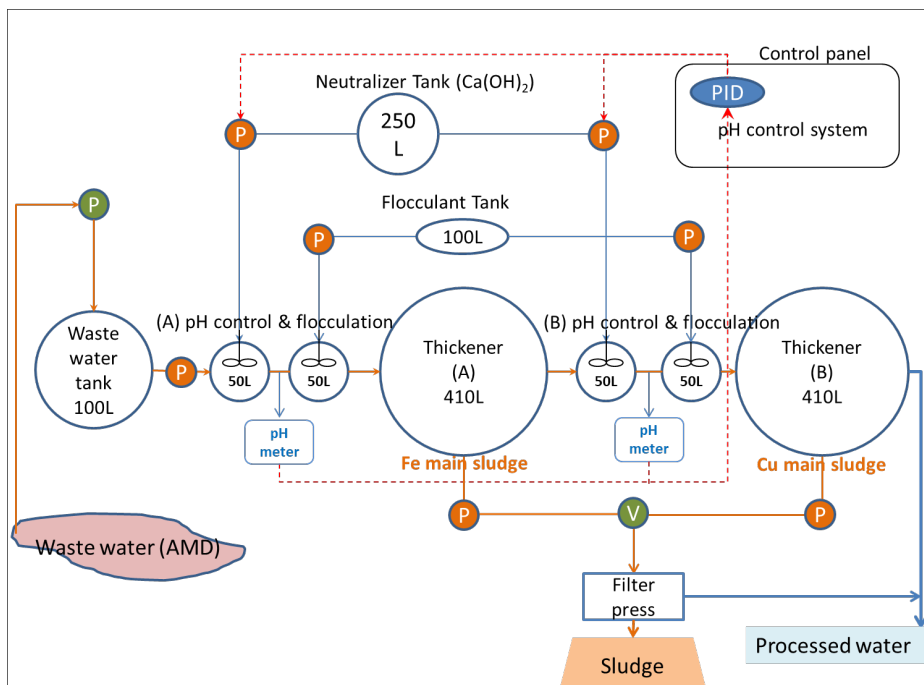 Control panel
PID
pH control system
Neutralizer Tank (Ca(OH)₂)
P
250
L
P
P
Flocculant Tank
P
100L
P
(A) pH control & flocculation
(B) pH control & flocculation
Waste
water
tank
100L
P
50L
50L
Thickener
(A)
410L
50L
50L
Thickener
(B)
410L
pH
meter
pH
meter
Fe main sludge
Cu main sludge
P
V
P
Waste water (AMD)
Filter
press
Processed water
Sludge